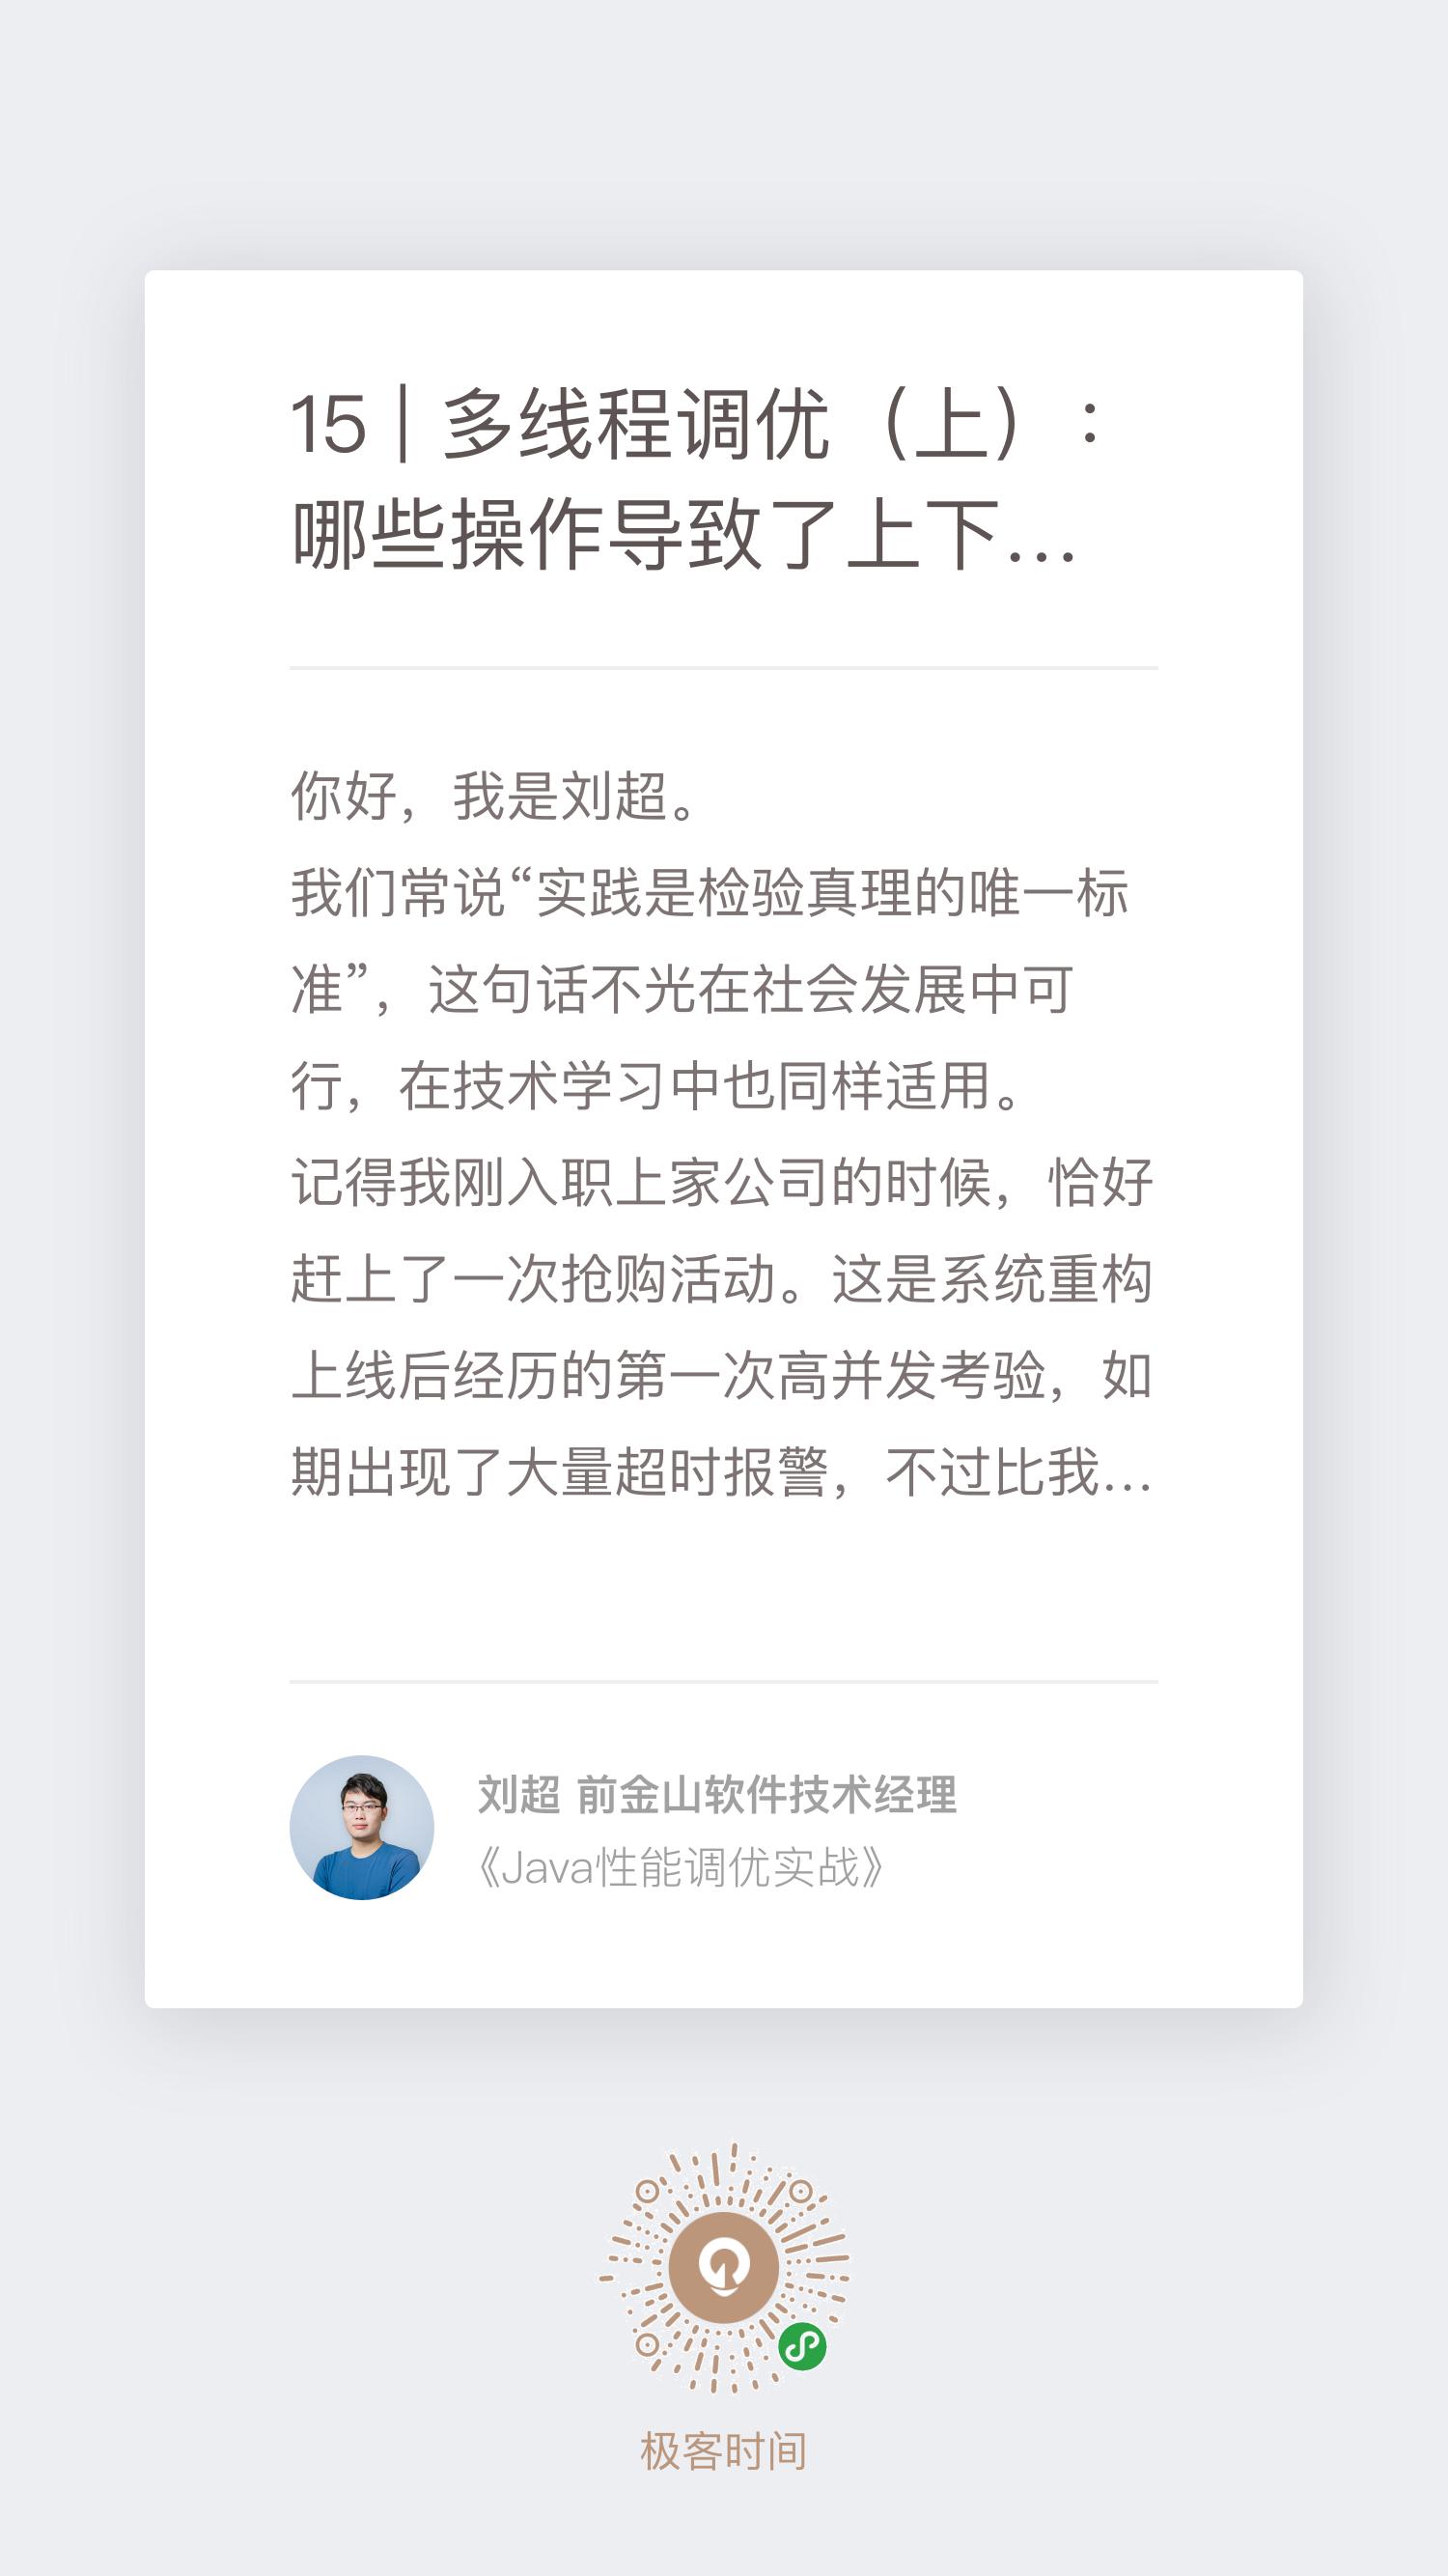 15 | 多线程调优（上）：
哪些操作导致了上下...
你好，我是刘超。
我们常说“实践是检验真理的唯一标
准”，这句话不光在社会发展中可
行，在技术学习中也同样适用。
记得我刚入职上家公司的时候，恰好
赶上了一次抢购活动。这是系统重构
上线后经历的第一次高并发考验，如
期出现了大量超时报警，不过比我...
刘超 前金山软件技术经理
《Java性能调优实战》
极客时间